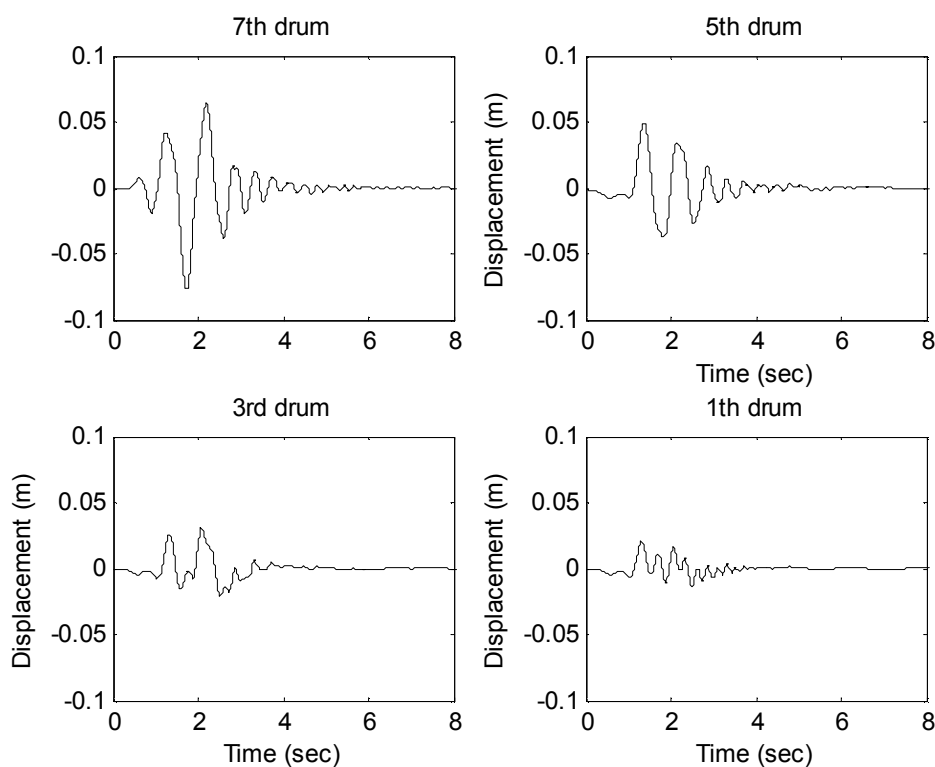 7th drum
0.1
0.05
0
-0.05
-0.1
0 2 4 6 8
5th drum
Displacement (m)
0.1
0.05
0
-0.05
-0.1
0 2 4 6 8
Time (sec)
3rd drum
Displacement (m)
0.1
0.05
0
-0.05
-0.1
0 2 4 6 8
Time (sec)
1th drum
Displacement (m)
0.1
0.05
0
-0.05
-0.1
0 2 4 6 8
Time (sec)